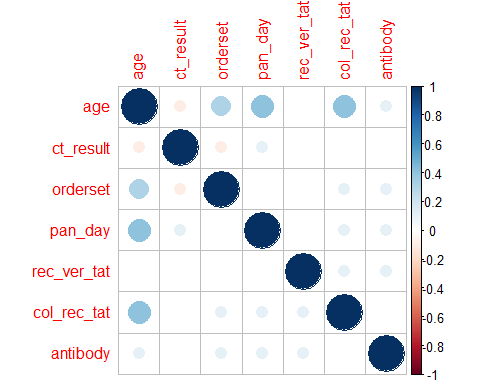 age
ct_result
orderset
pan_day
rec_ver_tat
col_rec_tat
antibody
age
ct_result
orderset
pan_day
rec_ver_tat
col_rec_tat
antibody
1
0.8
0.6
0.4
0.2
0
-0.2
-0.4
-0.6
-0.8
-1